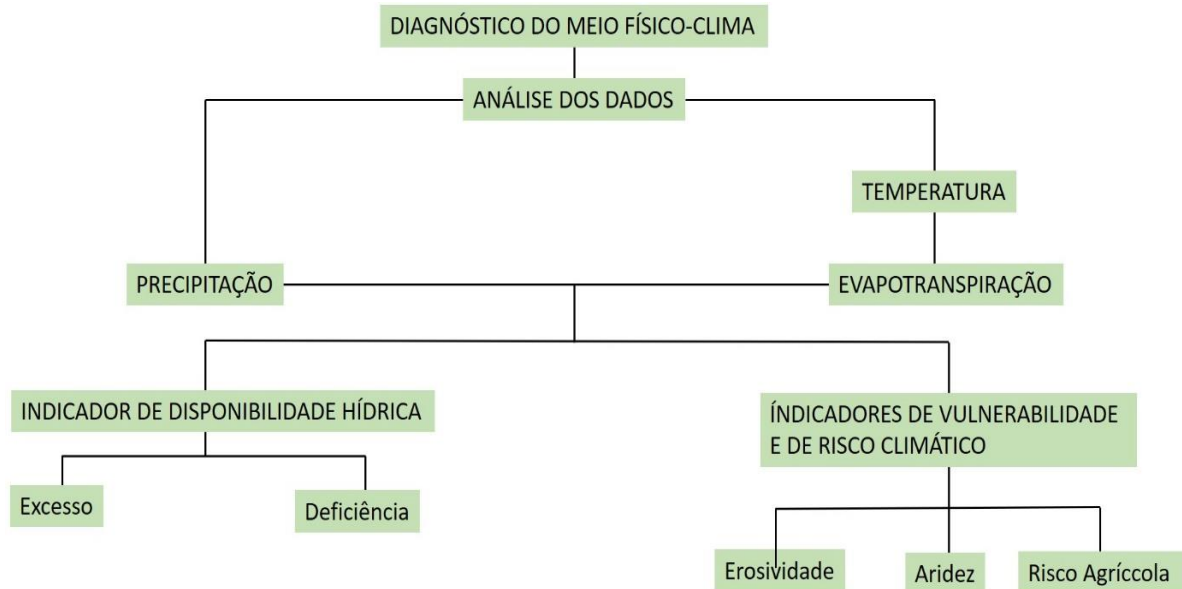 DIAGNÓSTICO DO MEIO FÍSICO-CLIMA
ANÁLISE DOS DADOS
TEMPERATURA
PRECIPITAÇÃO
EVAPOTRANSPIRAÇÃO
INDICADOR DE DISPONIBILIDADE HÍDRICA
ÍNDICADORES DE VULNERABILIDADE
E DE RISCO CLIMÁTICO
Excesso
Deficiência
Erosividade
Aridez
Risco Agríccola